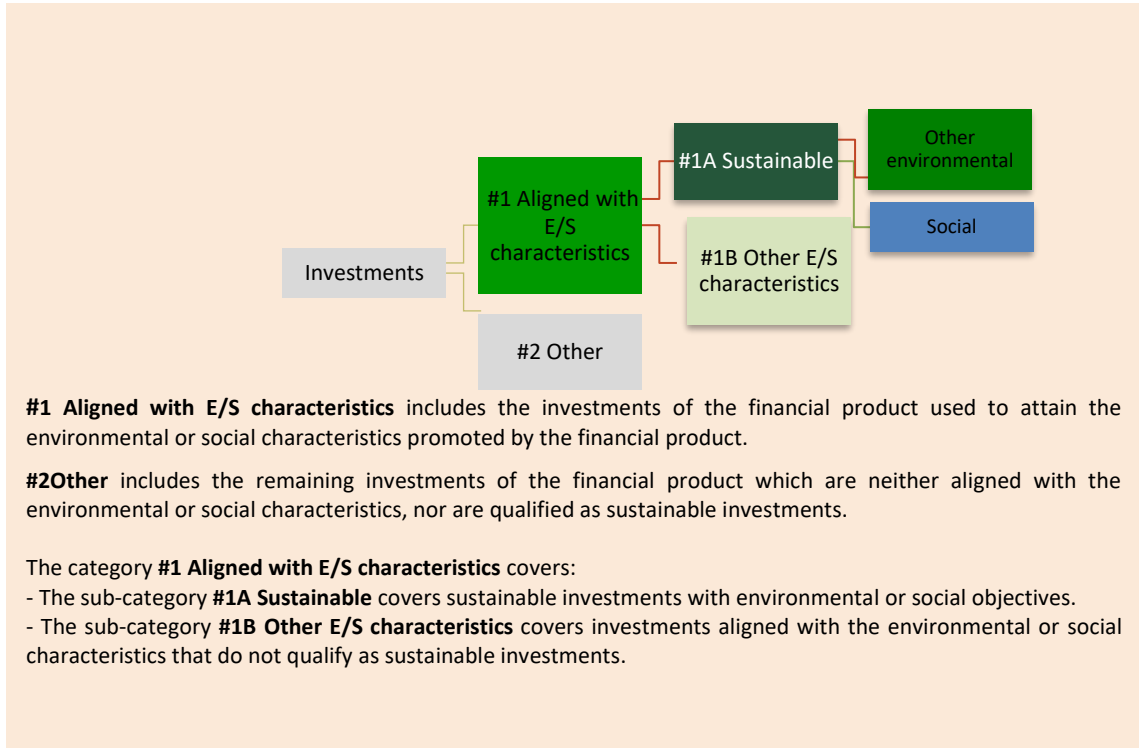 Other
environmental
#1A Sustainable
#1 Aligned with
E/S
characteristics
Social
#1B Other E/S
characteristics
Investments
#2 Other
#1 Aligned with E/S characteristics includes the investments of the financial product used to attain the
environmental or social characteristics promoted by the financial product.
#2Other includes the remaining investments of the financial product which are neither aligned with the
environmental or social characteristics, nor are qualified as sustainable investments.
The category #1 Aligned with E/S characteristics covers:
- The sub-category #1A Sustainable covers sustainable investments with environmental or social objectives.
- The sub-category #1B Other E/S characteristics covers investments aligned with the environmental or social
characteristics that do not qualify as sustainable investments.